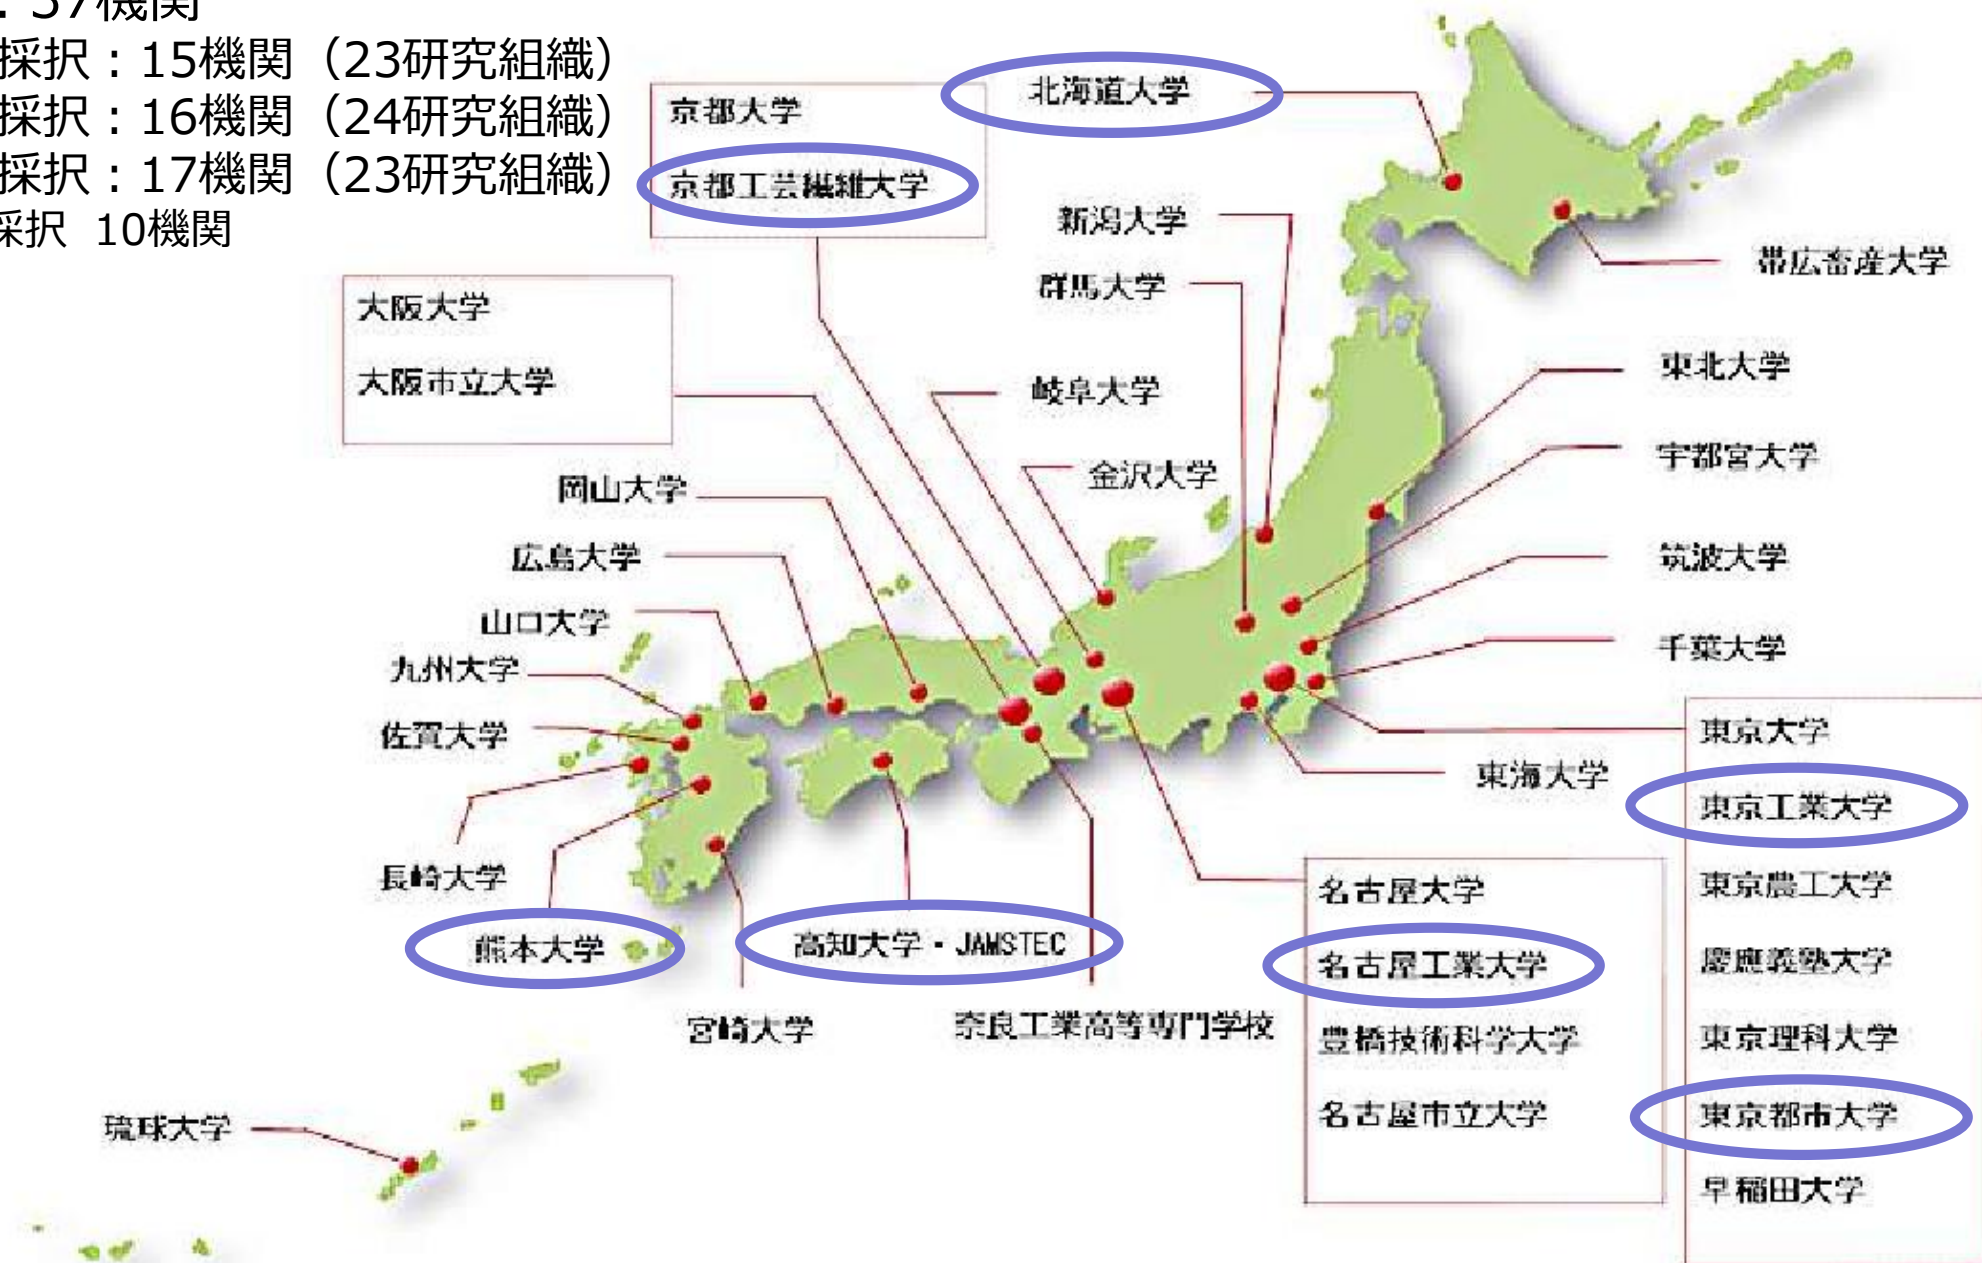 ：37機関
採択：15機関（23研究組織）
採択：16機関（24研究組織）
採択：17機関（23研究組織）
採択 10機関
北海道大学
京都大学
京都工芸繊維大学
新潟大学
帯広畜産大学
群馬大学
大阪大学
大阪市立大学
東北大学
岐阜大学
宇都宮大学
金沢大学
岡山大学
広島大学
筑波大学
山口大学
千葉大学
九州大学
佐賀大学
東京大学
東海大学
東京工業大学
長崎大学
名古屋大学
東京農工大学
熊本大学
高知大学・JAMSTEC
名古屋工業大学
慶應義塾大学
宮崎大学
奈良工業高等専門学校
豊橋技術科学大学
東京理科大学
琉球大学
名古屋市立大学
東京都市大学
早稲田大学